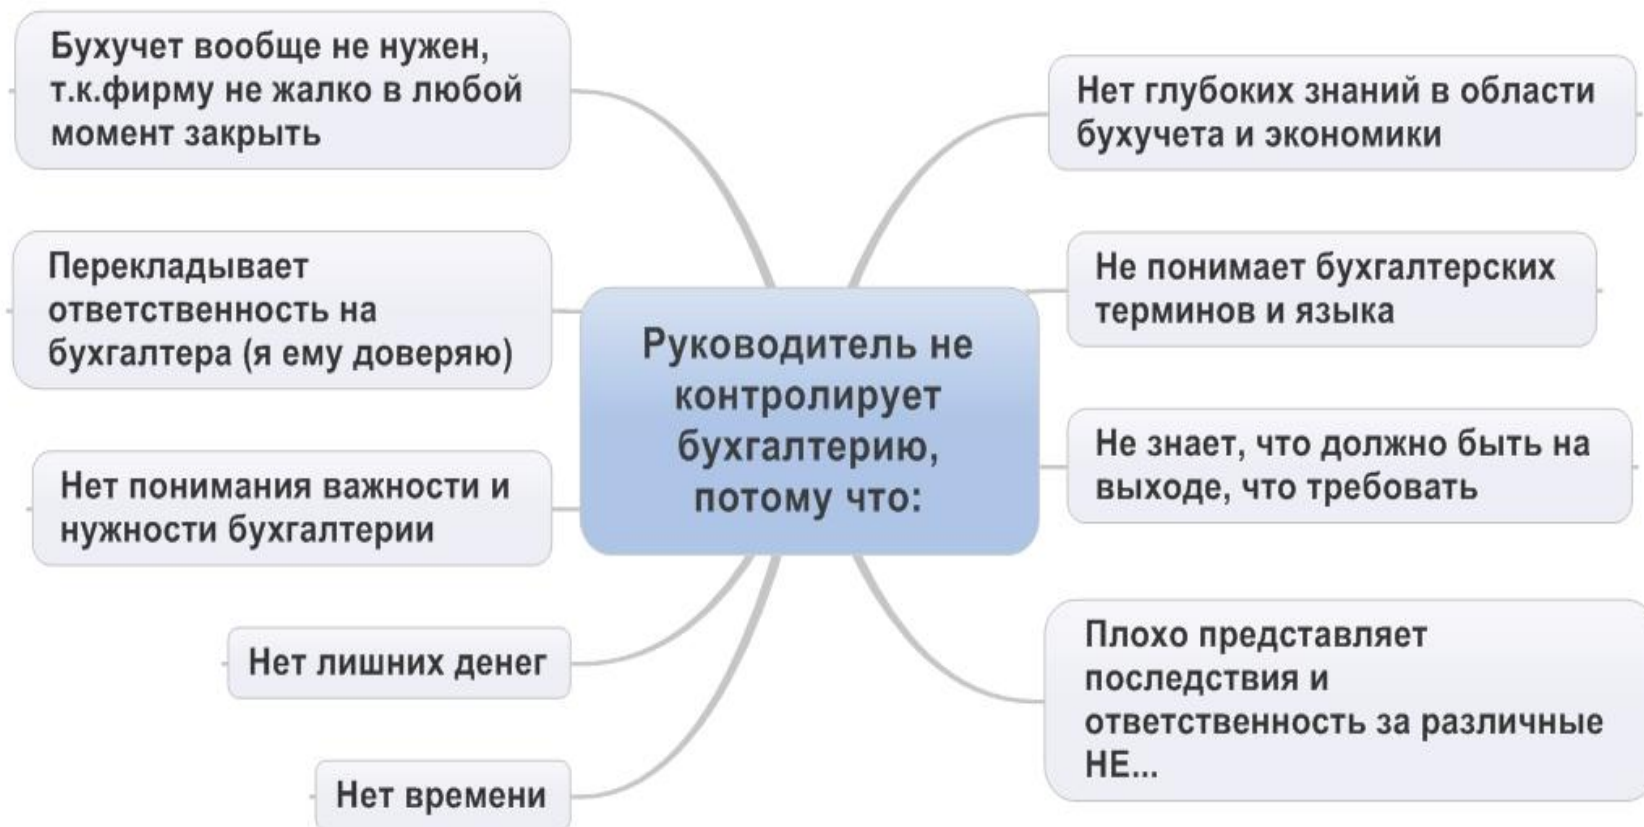 Бухучет вообще не нужен,
т.к.фирму не жалко в любой
момент закрыть
Перекладывает
ответственность на
бухгалтера (я ему доверяю)
Нет понимания важности и
нужности бухгалтерии
Нет лишних денег
Нет времени
Руководитель не
контролирует
бухгалтерию,
потому что:
Нет глубоких знаний в области
бухучета и экономики
Не понимает бухгалтерских
терминов и языка
Не знает, что должно быть на
выходе, что требовать
Плохо представляет
последствия и
ответственность за различные
НЕ...